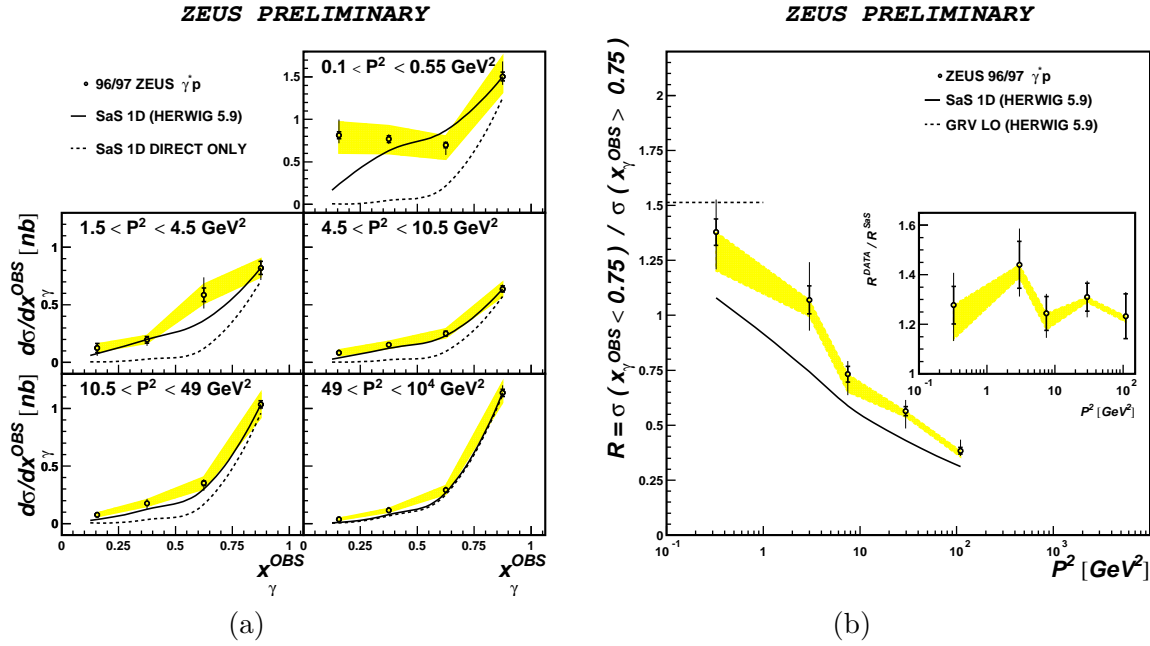 ZEUS PRELIMINARY
96/97 ZEUS γ*p
SaS 1D (HERWIG 5.9)
SaS 1D DIRECT ONLY
0.1 < P² < 0.55 GeV²
1.5
1
0.5
0
dσ/dx_γ^OBS [nb]
1.5 < P² < 4.5 GeV²
4.5 < P² < 10.5 GeV²
1
0
dσ/dx_γ^OBS [nb]
10.5 < P² < 49 GeV²
49 < P² < 10⁴ GeV²
1
0
0 0.25 0.5 0.75 1 0 0.25 0.5 0.75 1
x_γ^OBS x_γ^OBS
(a)
ZEUS PRELIMINARY
R = σ ( x_γ^OBS < 0.75 ) / σ ( x_γ^OBS > 0.75 )
ZEUS 96/97 γ*p
SaS 1D (HERWIG 5.9)
GRV LO (HERWIG 5.9)
2
1.75
1.5
1.25
1
0.75
0.5
0.25
0
10⁻¹ 1 10 10² 10³
P² [GeV²]
R^DATA / R^SaS
1.6
1.4
1.2
1
10⁻¹ 1 10 10²
P² [GeV²]
(b)